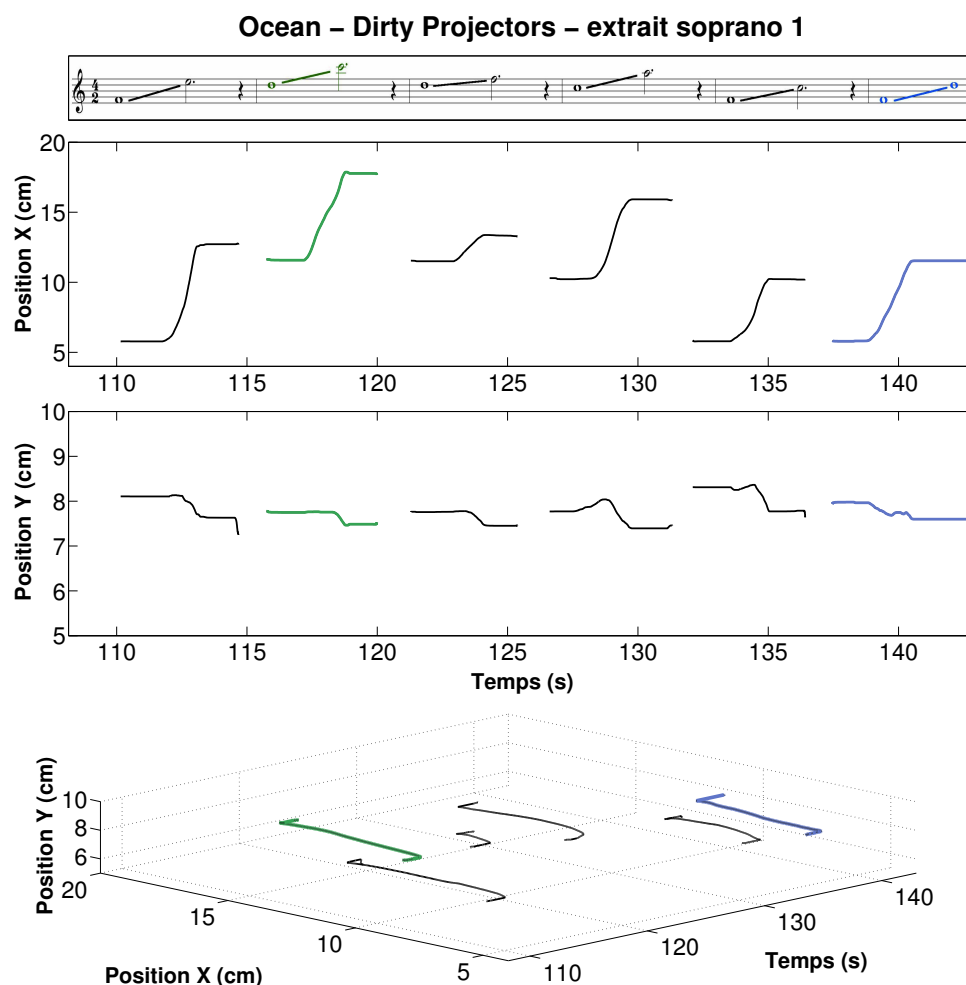 Ocean − Dirty Projectors − extrait soprano 1
4
2
Position X (cm)
20
15
10
5
110 115 120 125 130 135 140
Position Y (cm)
10
9
8
7
6
5
110 115 120 125 130 135 140
Temps (s)
Position Y (cm)
10
8
6
20
15
10
5
Position X (cm)
110
120
130
140
Temps (s)